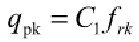 q_pk = C_1 f_rk